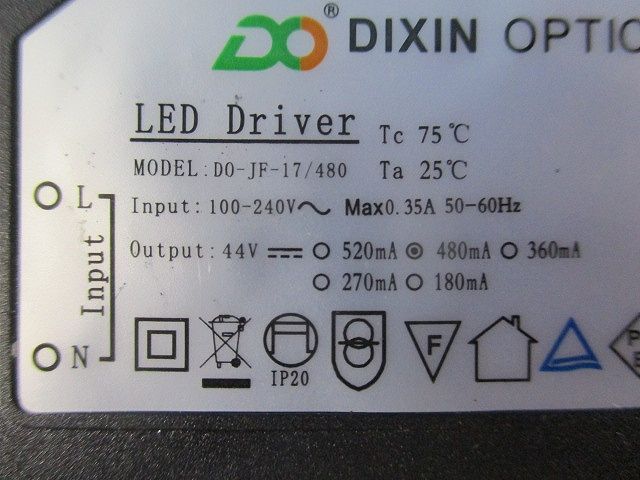 DO® DIXIN OPTIC
LED Driver
Tc 75℃
MODEL: DO-JF-17/480
Ta 25℃
L
Input: 100-240V～ Max0.35A 50-60Hz
Output: 44V ⎓ ○ 520mA ◉ 480mA ○ 360mA
○ 270mA ○ 180mA
Input
N
IP20
F